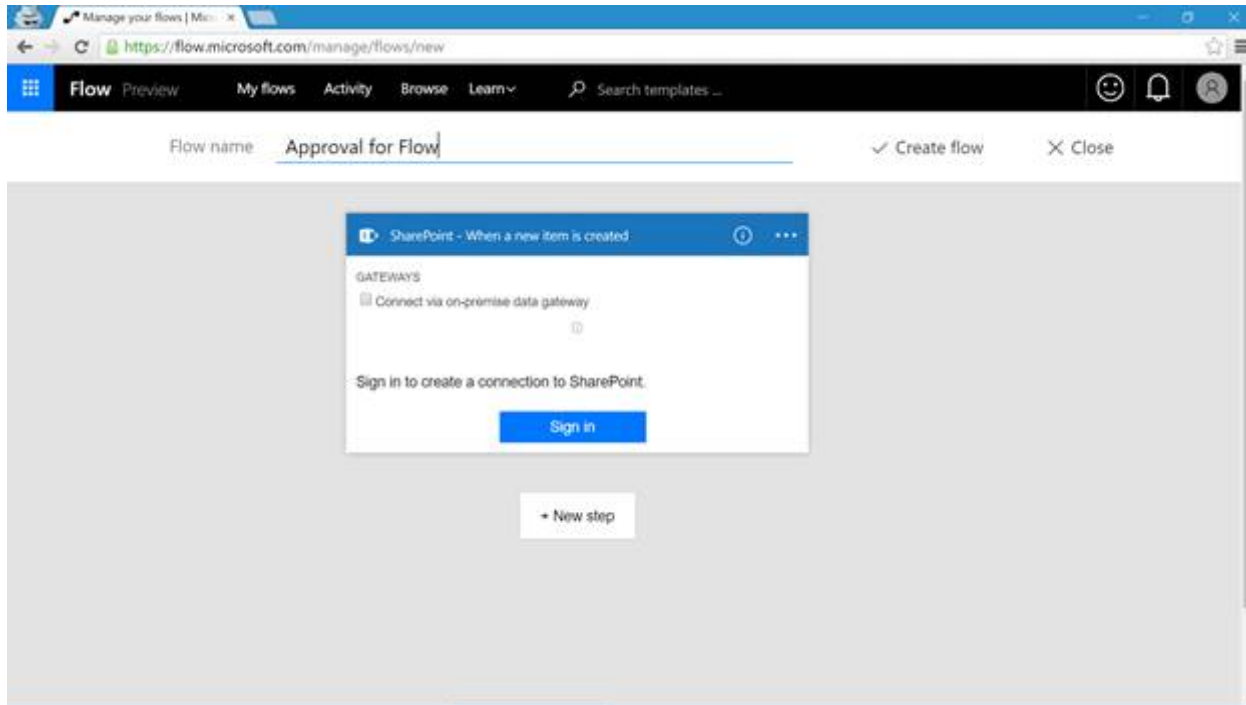 Manage your flows | Mic
https://flow.microsoft.com/manage/flows/new
Flow Preview My flows Activity Browse Learn Search templates ...
Flow name Approval for Flow Create flow Close
SharePoint - When a new item is created
GATEWAYS
Connect via on-premise data gateway
Sign in to create a connection to SharePoint.
Sign in
+ New step